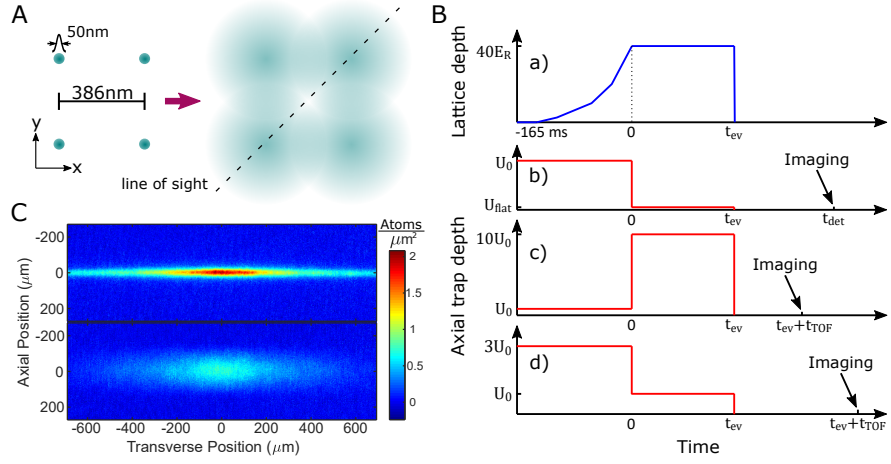 A
50nm
386nm
y
x
line of sight
B
Lattice depth
40E_R
a)
-165 ms
0
t_ev
Axial trap depth
U_0
b)
U_flat
Imaging
0
t_ev
t_det
10U_0
c)
U_0
Imaging
0
t_ev
t_ev+t_TOF
3U_0
d)
U_0
Imaging
0
t_ev
t_ev+t_TOF
Time
C
Atoms
μm²
Axial Position (μm)
-200
0
200
-200
0
200
-600
-400
-200
0
200
400
600
Transverse Position (μm)
2
1.5
1
0.5
0